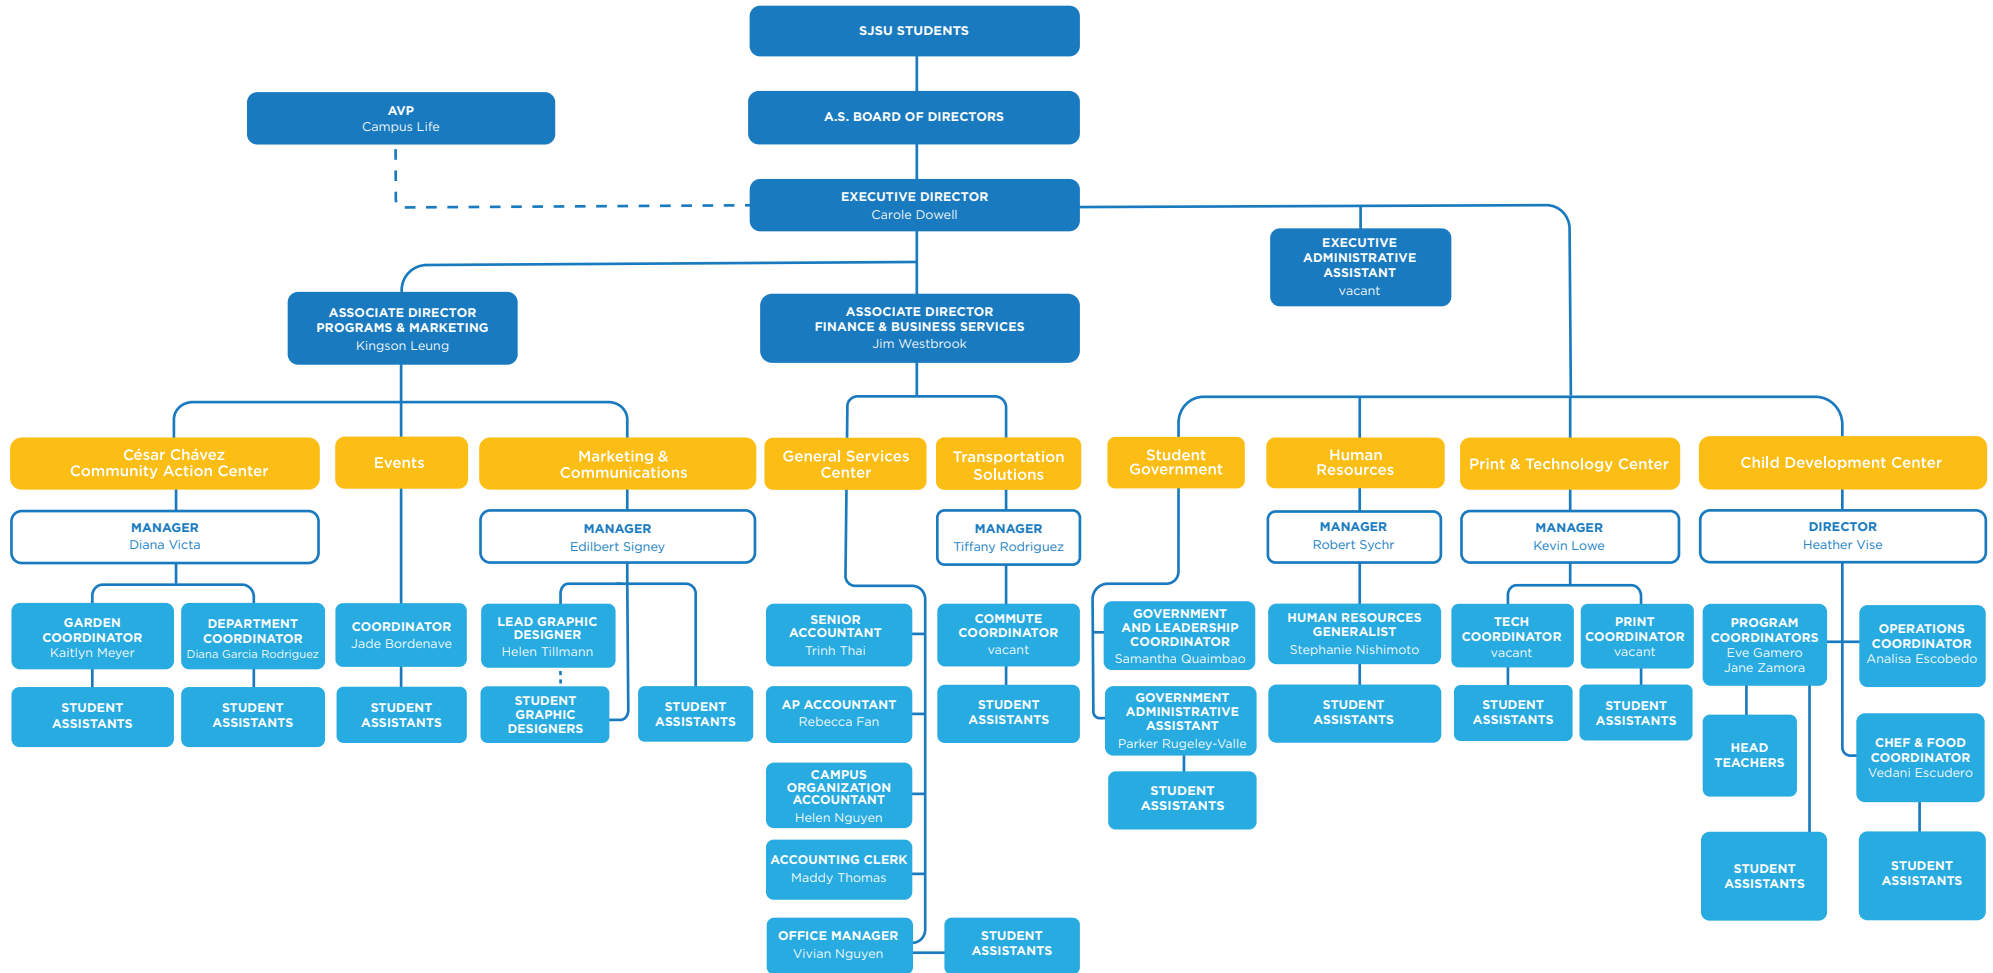 SJSU STUDENTS
AVP
Campus Life
A.S. BOARD OF DIRECTORS
EXECUTIVE DIRECTOR
Carole Dowell
EXECUTIVE
ADMINISTRATIVE
ASSISTANT
vacant
ASSOCIATE DIRECTOR
PROGRAMS & MARKETING
Kingson Leung
ASSOCIATE DIRECTOR
FINANCE & BUSINESS SERVICES
Jim Westbrook
César Chávez
Community Action Center
Events
Marketing &
Communications
General Services
Center
Transportation
Solutions
Student
Government
Human
Resources
Print & Technology Center
Child Development Center
MANAGER
Diana Victa
MANAGER
Edilbert Signey
MANAGER
Tiffany Rodriguez
MANAGER
Robert Sychr
MANAGER
Kevin Lowe
DIRECTOR
Heather Vise
GARDEN
COORDINATOR
Kaitlyn Meyer
DEPARTMENT
COORDINATOR
Diana Garcia Rodriguez
COORDINATOR
Jade Bordenave
LEAD GRAPHIC
DESIGNER
Helen Tillmann
SENIOR
ACCOUNTANT
Trinh Thai
COMMUTE
COORDINATOR
vacant
GOVERNMENT
AND LEADERSHIP
COORDINATOR
Samantha Quaimbao
HUMAN RESOURCES
GENERALIST
Stephanie Nishimoto
TECH
COORDINATOR
vacant
PRINT
COORDINATOR
vacant
PROGRAM
COORDINATORS
Eve Gamero
Jane Zamora
OPERATIONS
COORDINATOR
Analisa Escobedo
STUDENT
ASSISTANTS
STUDENT
ASSISTANTS
STUDENT
ASSISTANTS
STUDENT
GRAPHIC
DESIGNERS
STUDENT
ASSISTANTS
AP ACCOUNTANT
Rebecca Fan
STUDENT
ASSISTANTS
GOVERNMENT
ADMINISTRATIVE
ASSISTANT
Parker Rugeley-Valle
STUDENT
ASSISTANTS
STUDENT
ASSISTANTS
STUDENT
ASSISTANTS
HEAD
TEACHERS
CHEF & FOOD
COORDINATOR
Vedani Escudero
CAMPUS
ORGANIZATION
ACCOUNTANT
Helen Nguyen
STUDENT
ASSISTANTS
ACCOUNTING CLERK
Maddy Thomas
STUDENT
ASSISTANTS
STUDENT
ASSISTANTS
OFFICE MANAGER
Vivian Nguyen
STUDENT
ASSISTANTS